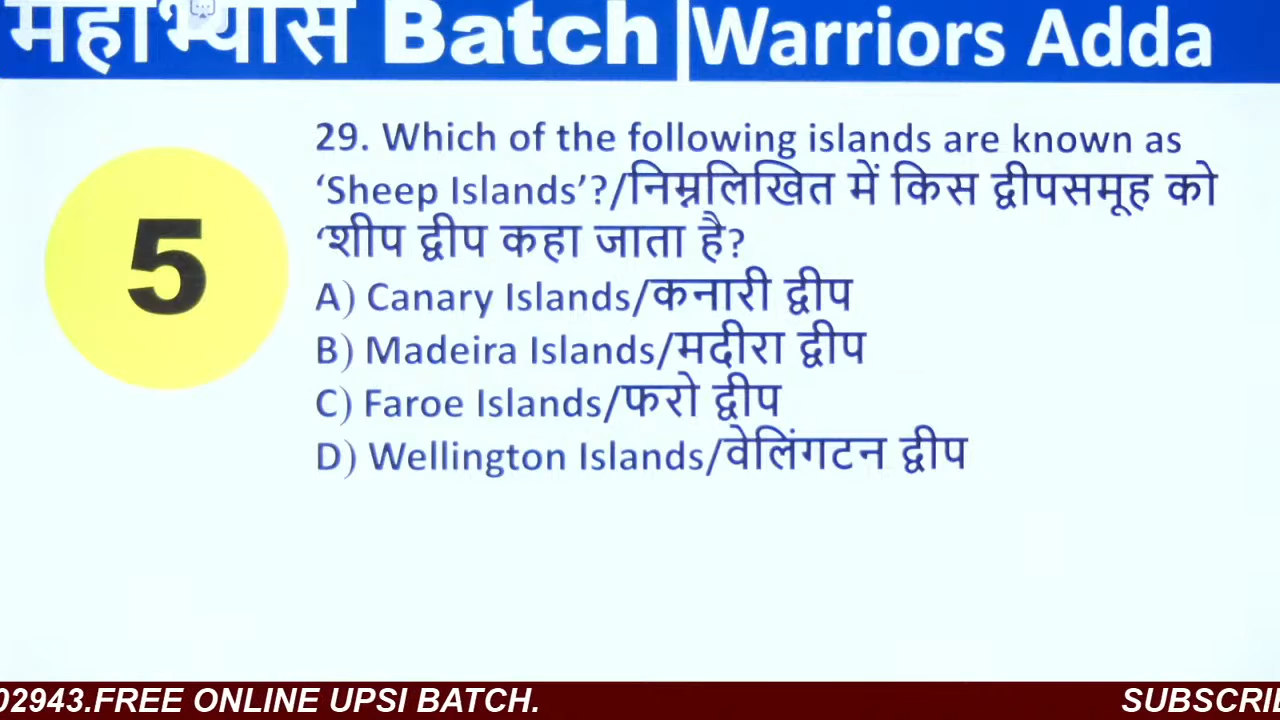 महाभ्यास Batch Warriors Adda
5
29. Which of the following islands are known as
‘Sheep Islands’?/निम्नलिखित में किस द्वीपसमूह को
‘शीप द्वीप कहा जाता है?
A) Canary Islands/कनारी द्वीप
B) Madeira Islands/मदीरा द्वीप
C) Faroe Islands/फरो द्वीप
D) Wellington Islands/वेलिंगटन द्वीप
02943.FREE ONLINE UPSI BATCH. SUBSCRI